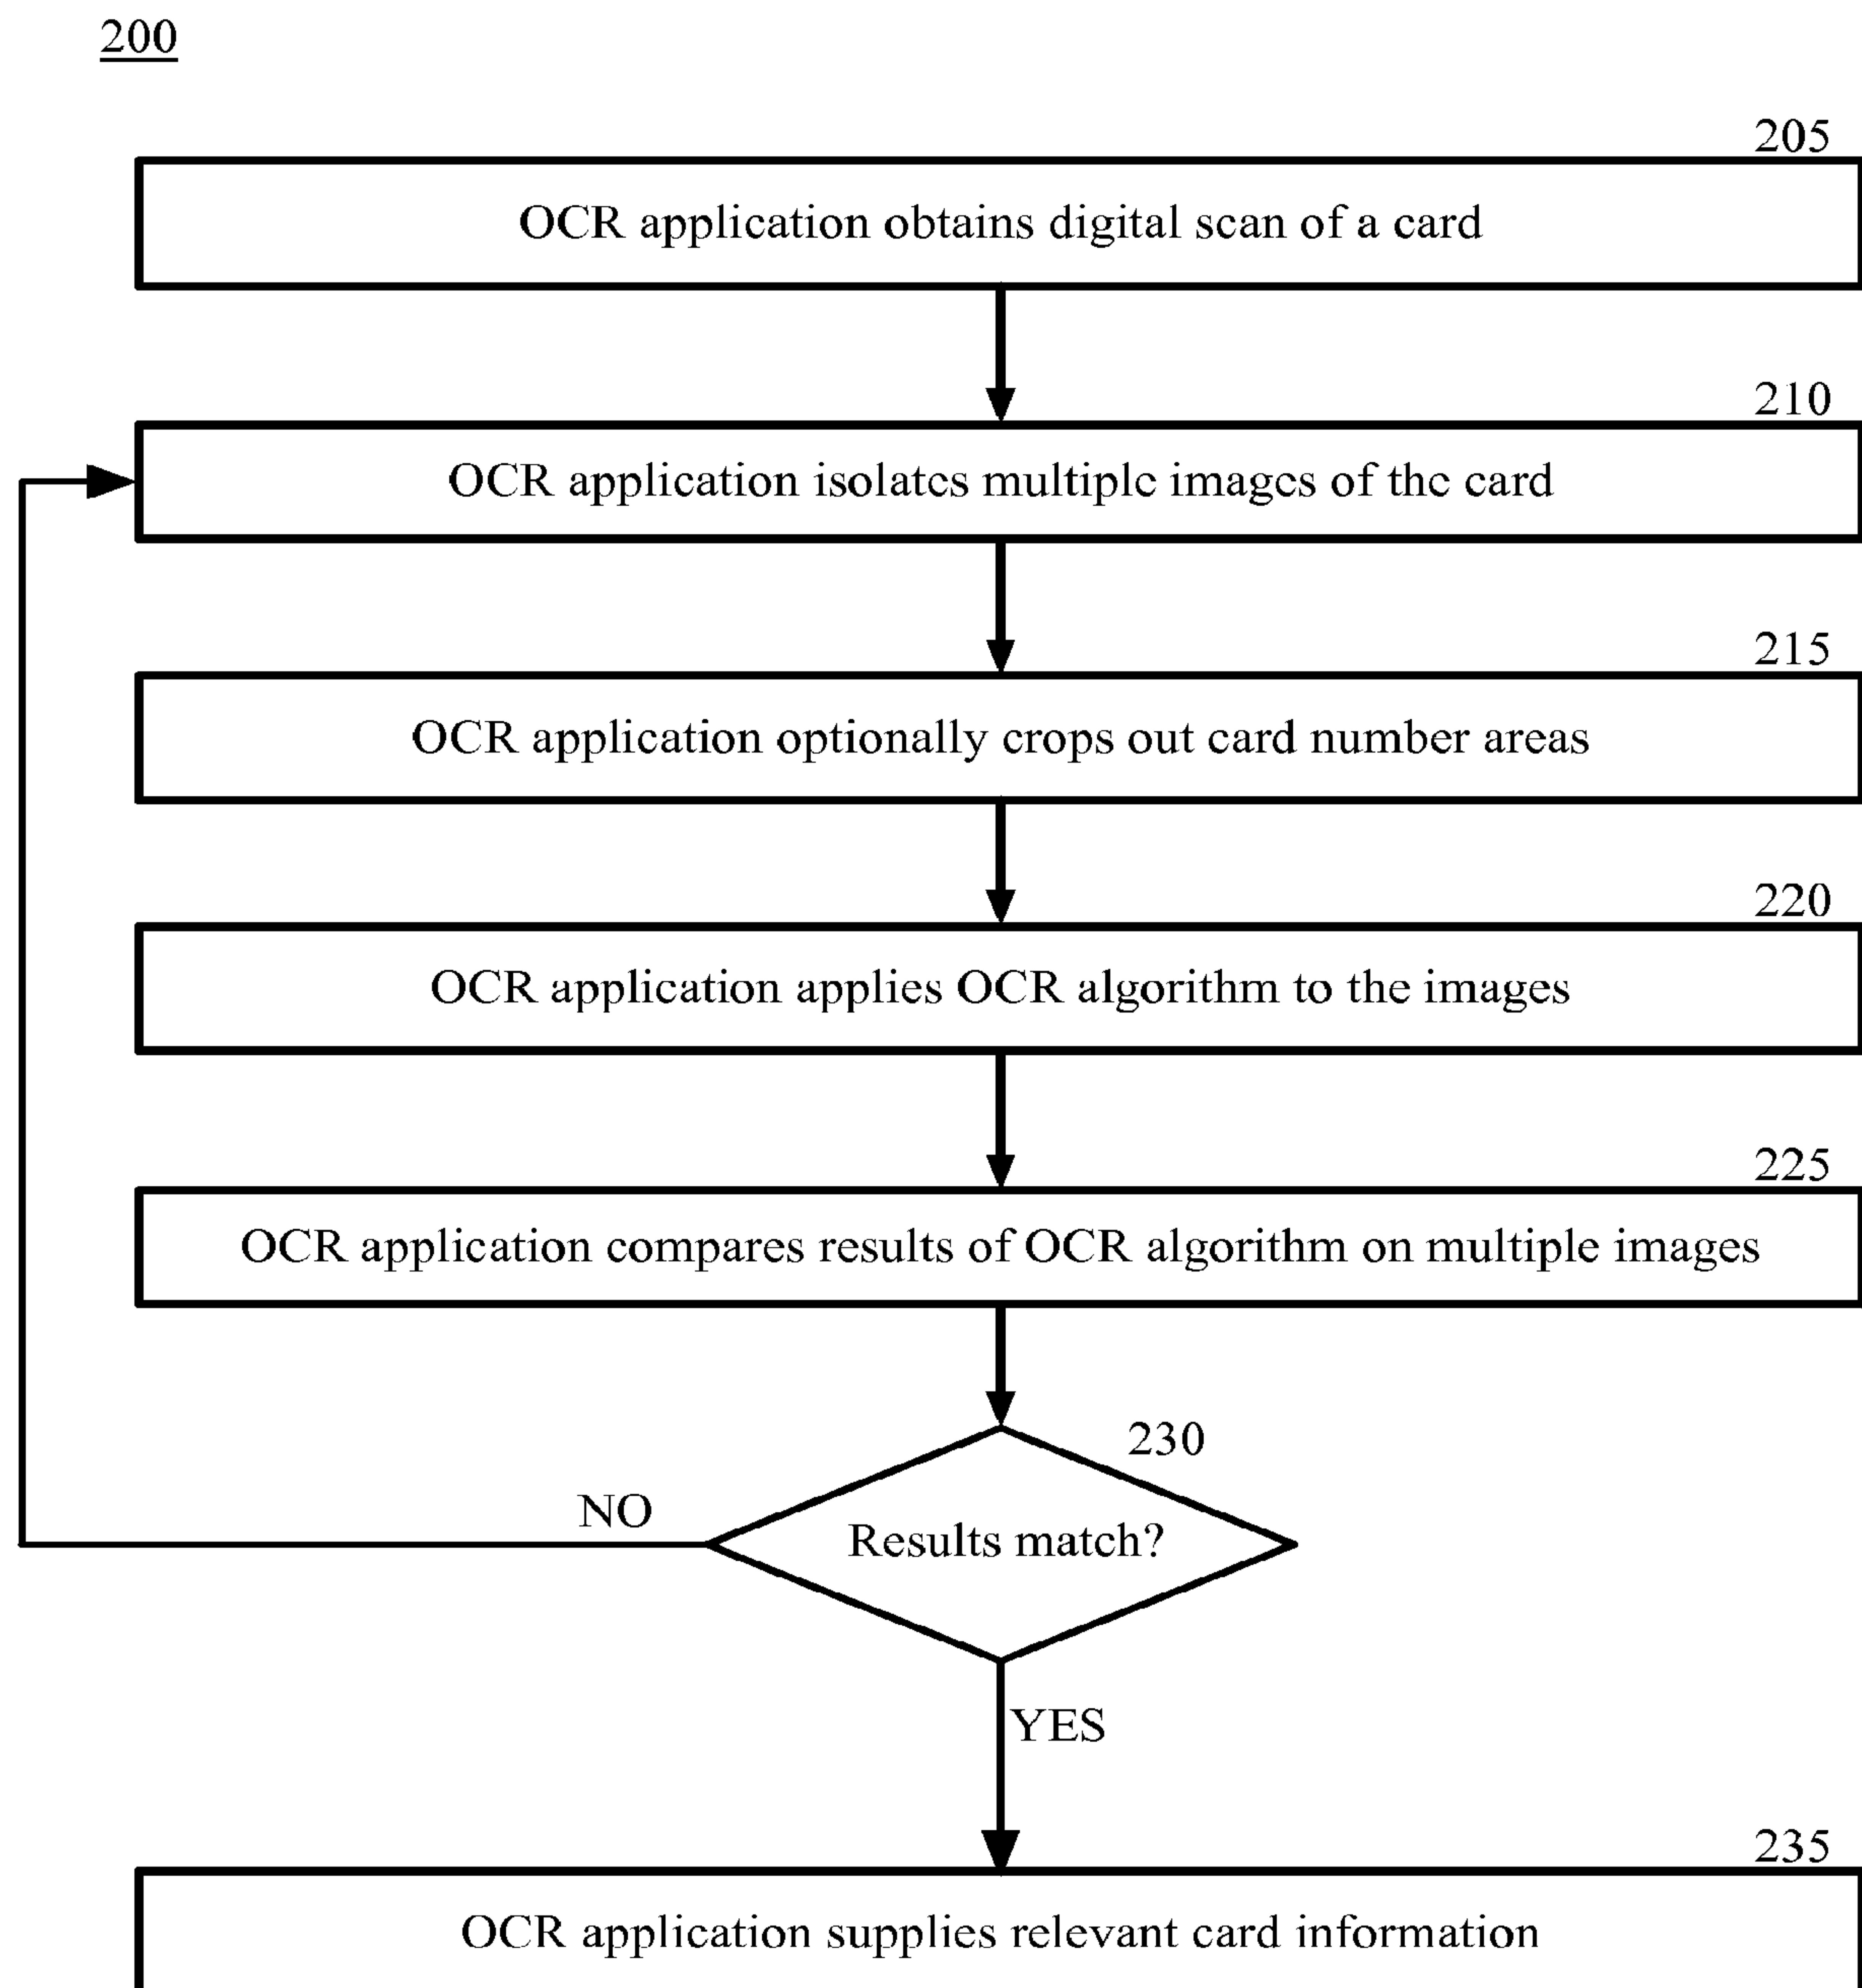 200
205
OCR application obtains digital scan of a card
210
OCR application isolates multiple images of the card
215
OCR application optionally crops out card number areas
220
OCR application applies OCR algorithm to the images
225
OCR application compares results of OCR algorithm on multiple images
230
Results match?
NO
YES
235
OCR application supplies relevant card information